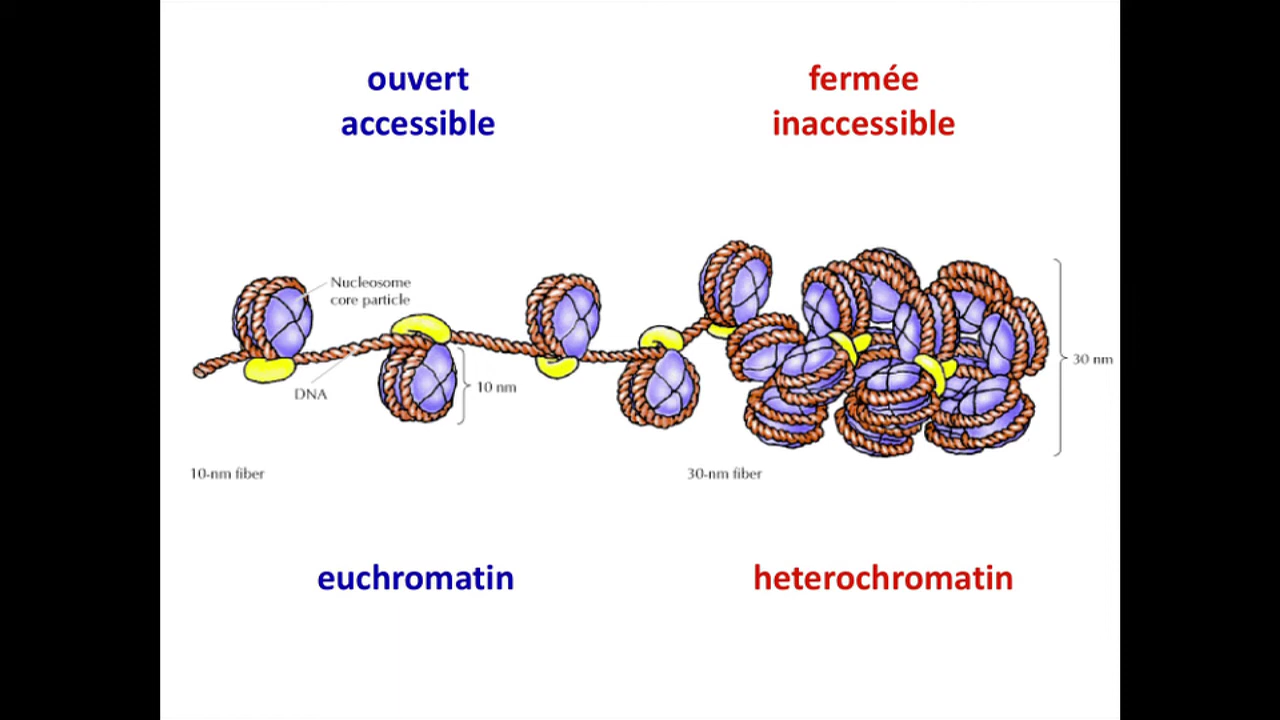 ouvert
accessible
fermée
inaccessible
Nucleosome
core particle
DNA
10 nm
30 nm
10-nm fiber
30-nm fiber
euchromatin
heterochromatin